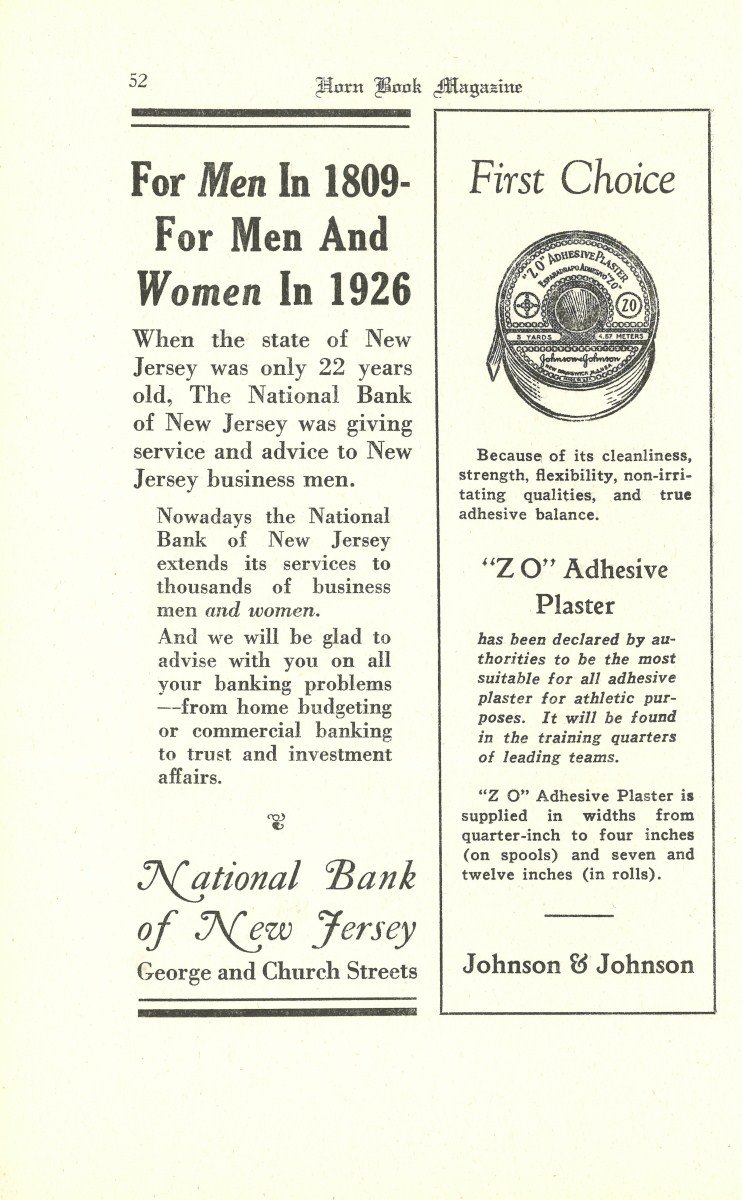 52
Horn Book Magazine
For Men In 1809-
For Men And
Women In 1926
When the state of New
Jersey was only 22 years
old, The National Bank
of New Jersey was giving
service and advice to New
Jersey business men.
Nowadays the National
Bank of New Jersey
extends its services to
thousands of business
men and women.
And we will be glad to
advise with you on all
your banking problems
—from home budgeting
or commercial banking
to trust and investment
affairs.
National Bank
of New Jersey
George and Church Streets
First Choice
"Z O" ADHESIVE PLASTER
ESPARADRAPO ADHESIVO "ZO"
ZO
5 YARDS
4.57 METERS
Johnson & Johnson
NEW BRUNSWICK, N.J. U.S.A.
Because of its cleanliness,
strength, flexibility, non-irri-
tating qualities, and true
adhesive balance.
"Z O" Adhesive
Plaster
has been declared by au-
thorities to be the most
suitable for all adhesive
plaster for athletic pur-
poses. It will be found
in the training quarters
of leading teams.
"Z O" Adhesive Plaster is
supplied in widths from
quarter-inch to four inches
(on spools) and seven and
twelve inches (in rolls).
Johnson & Johnson